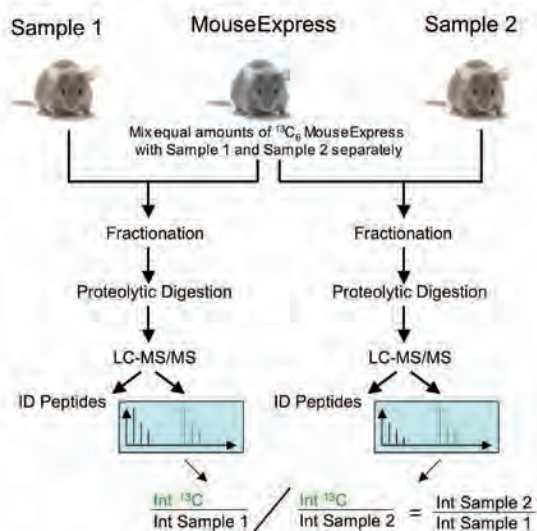 Sample 1 MouseExpress Sample 2
Mix equal amounts of ¹³C₆ MouseExpress
with Sample 1 and Sample 2 separately
Fractionation Fractionation
Proteolytic Digestion Proteolytic Digestion
LC-MS/MS LC-MS/MS
ID Peptides ID Peptides
Int ¹³C / Int ¹³C = Int Sample 2
Int Sample 1 Int Sample 2 Int Sample 1